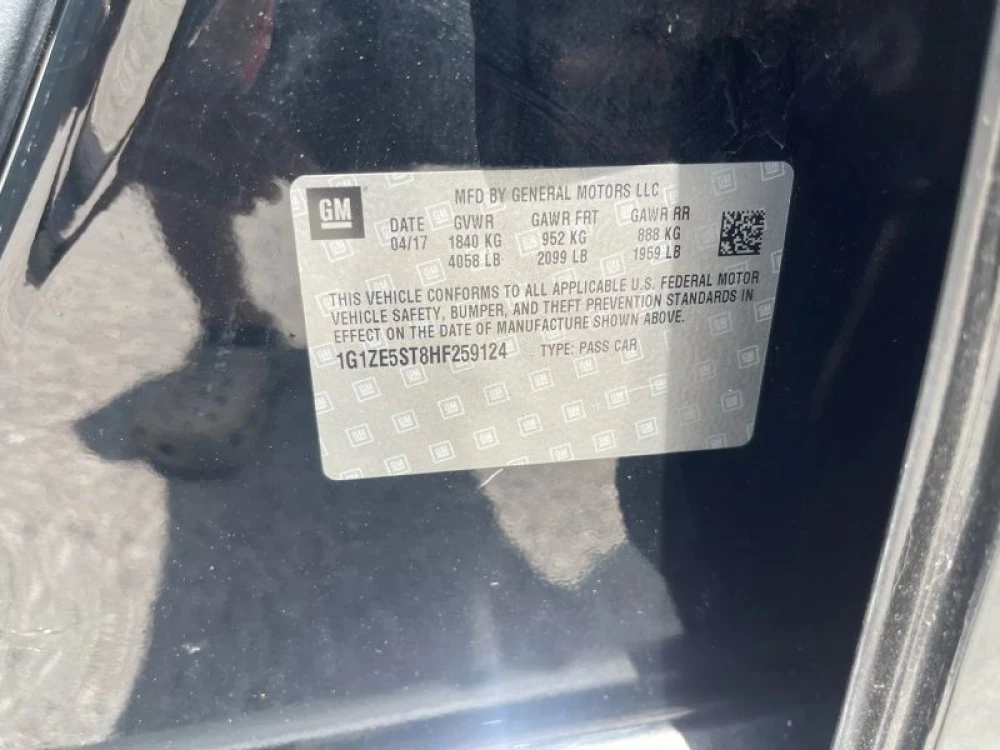 GM
MFD BY GENERAL MOTORS LLC
DATE GVWR GAWR FRT GAWR RR
04/17 1840 KG 952 KG 888 KG
4058 LB 2099 LB 1959 LB
THIS VEHICLE CONFORMS TO ALL APPLICABLE U.S. FEDERAL MOTOR
VEHICLE SAFETY, BUMPER, AND THEFT PREVENTION STANDARDS IN
EFFECT ON THE DATE OF MANUFACTURE SHOWN ABOVE.
1G1ZE5ST8HF259124 TYPE: PASS CAR